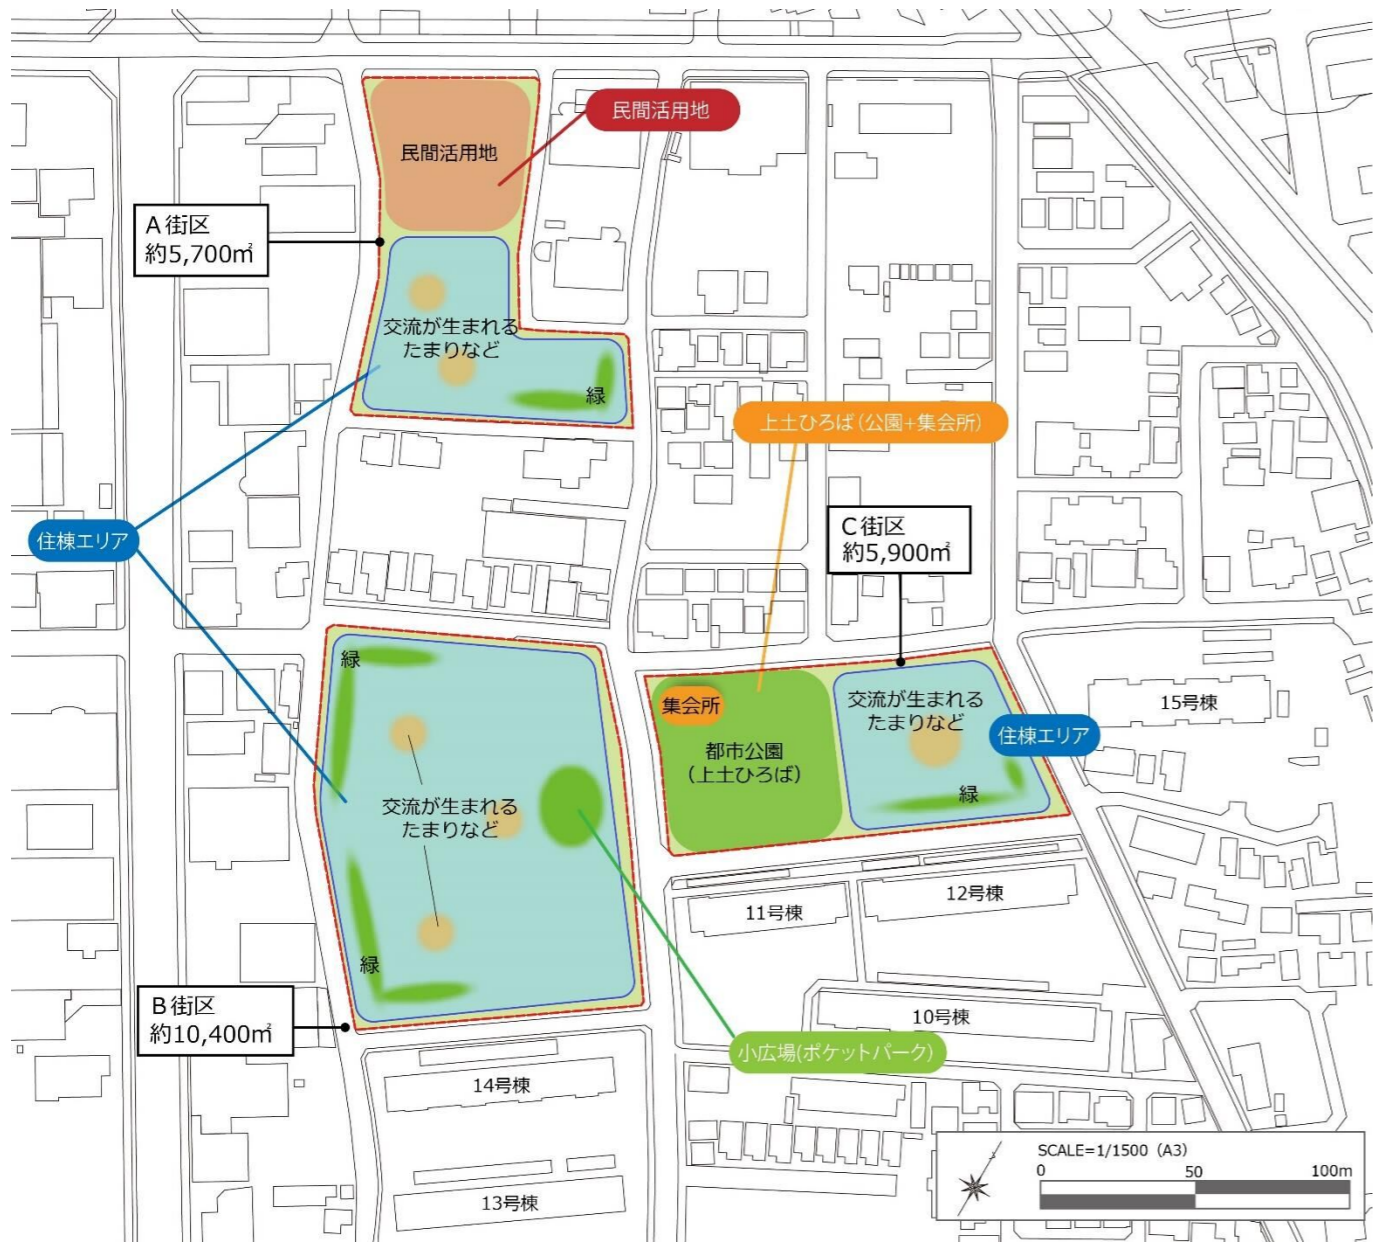 民間活用地
民間活用地
A街区
約5,700㎡
交流が生まれる
たまりなど
緑
上土ひろば(公園+集会所)
住棟エリア
C街区
約5,900㎡
緑
集会所
都市公園
(上土ひろば)
交流が生まれる
たまりなど
住棟エリア
緑
15号棟
交流が生まれる
たまりなど
緑
B街区
約10,400㎡
11号棟
12号棟
10号棟
小広場(ポケットパーク)
14号棟
13号棟
SCALE=1/1500 (A3)
0 50 100m